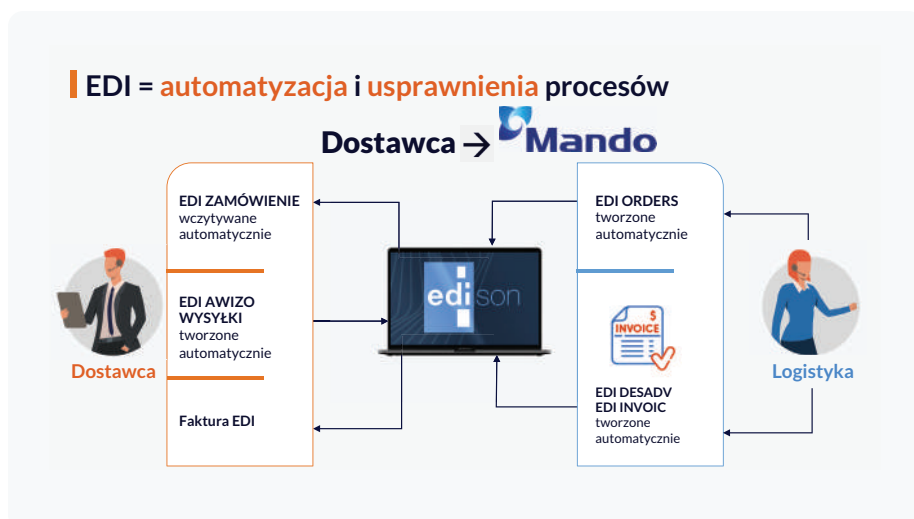 EDI = automatyzacja i usprawnienia procesów
Dostawca → Mando
EDI ZAMÓWIENIE
wczytywane
automatycznie
EDI AWIZO
WYSYŁKI
tworzone
automatycznie
Faktura EDI
Dostawca
edison
EDI ORDERS
tworzone
automatycznie
$
INVOICE
EDI DESADV
EDI INVOIC
tworzone
automatycznie
Logistyka